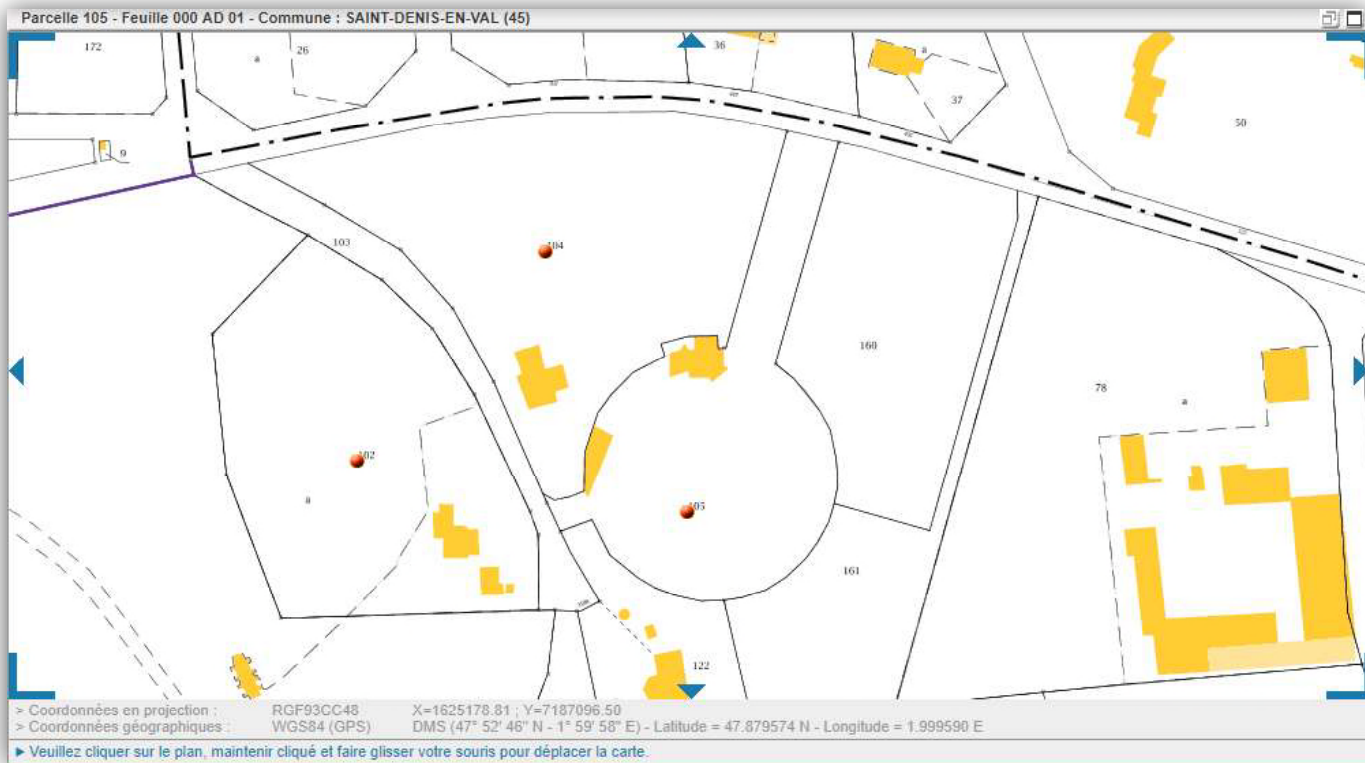 Parcelle 105 - Feuille 000 AD 01 - Commune : SAINT-DENIS-EN-VAL (45)
172
a
26
36
a
37
50
9
103
104
160
78
a
102
a
105
161
122
> Coordonnées en projection : RGF93CC48 X=1625178.81 ; Y=7187096.50
> Coordonnées géographiques : WGS84 (GPS) DMS (47° 52' 46" N - 1° 59' 58" E) - Latitude = 47.879574 N - Longitude = 1.999590 E
► Veuillez cliquer sur le plan, maintenir cliqué et faire glisser votre souris pour déplacer la carte.